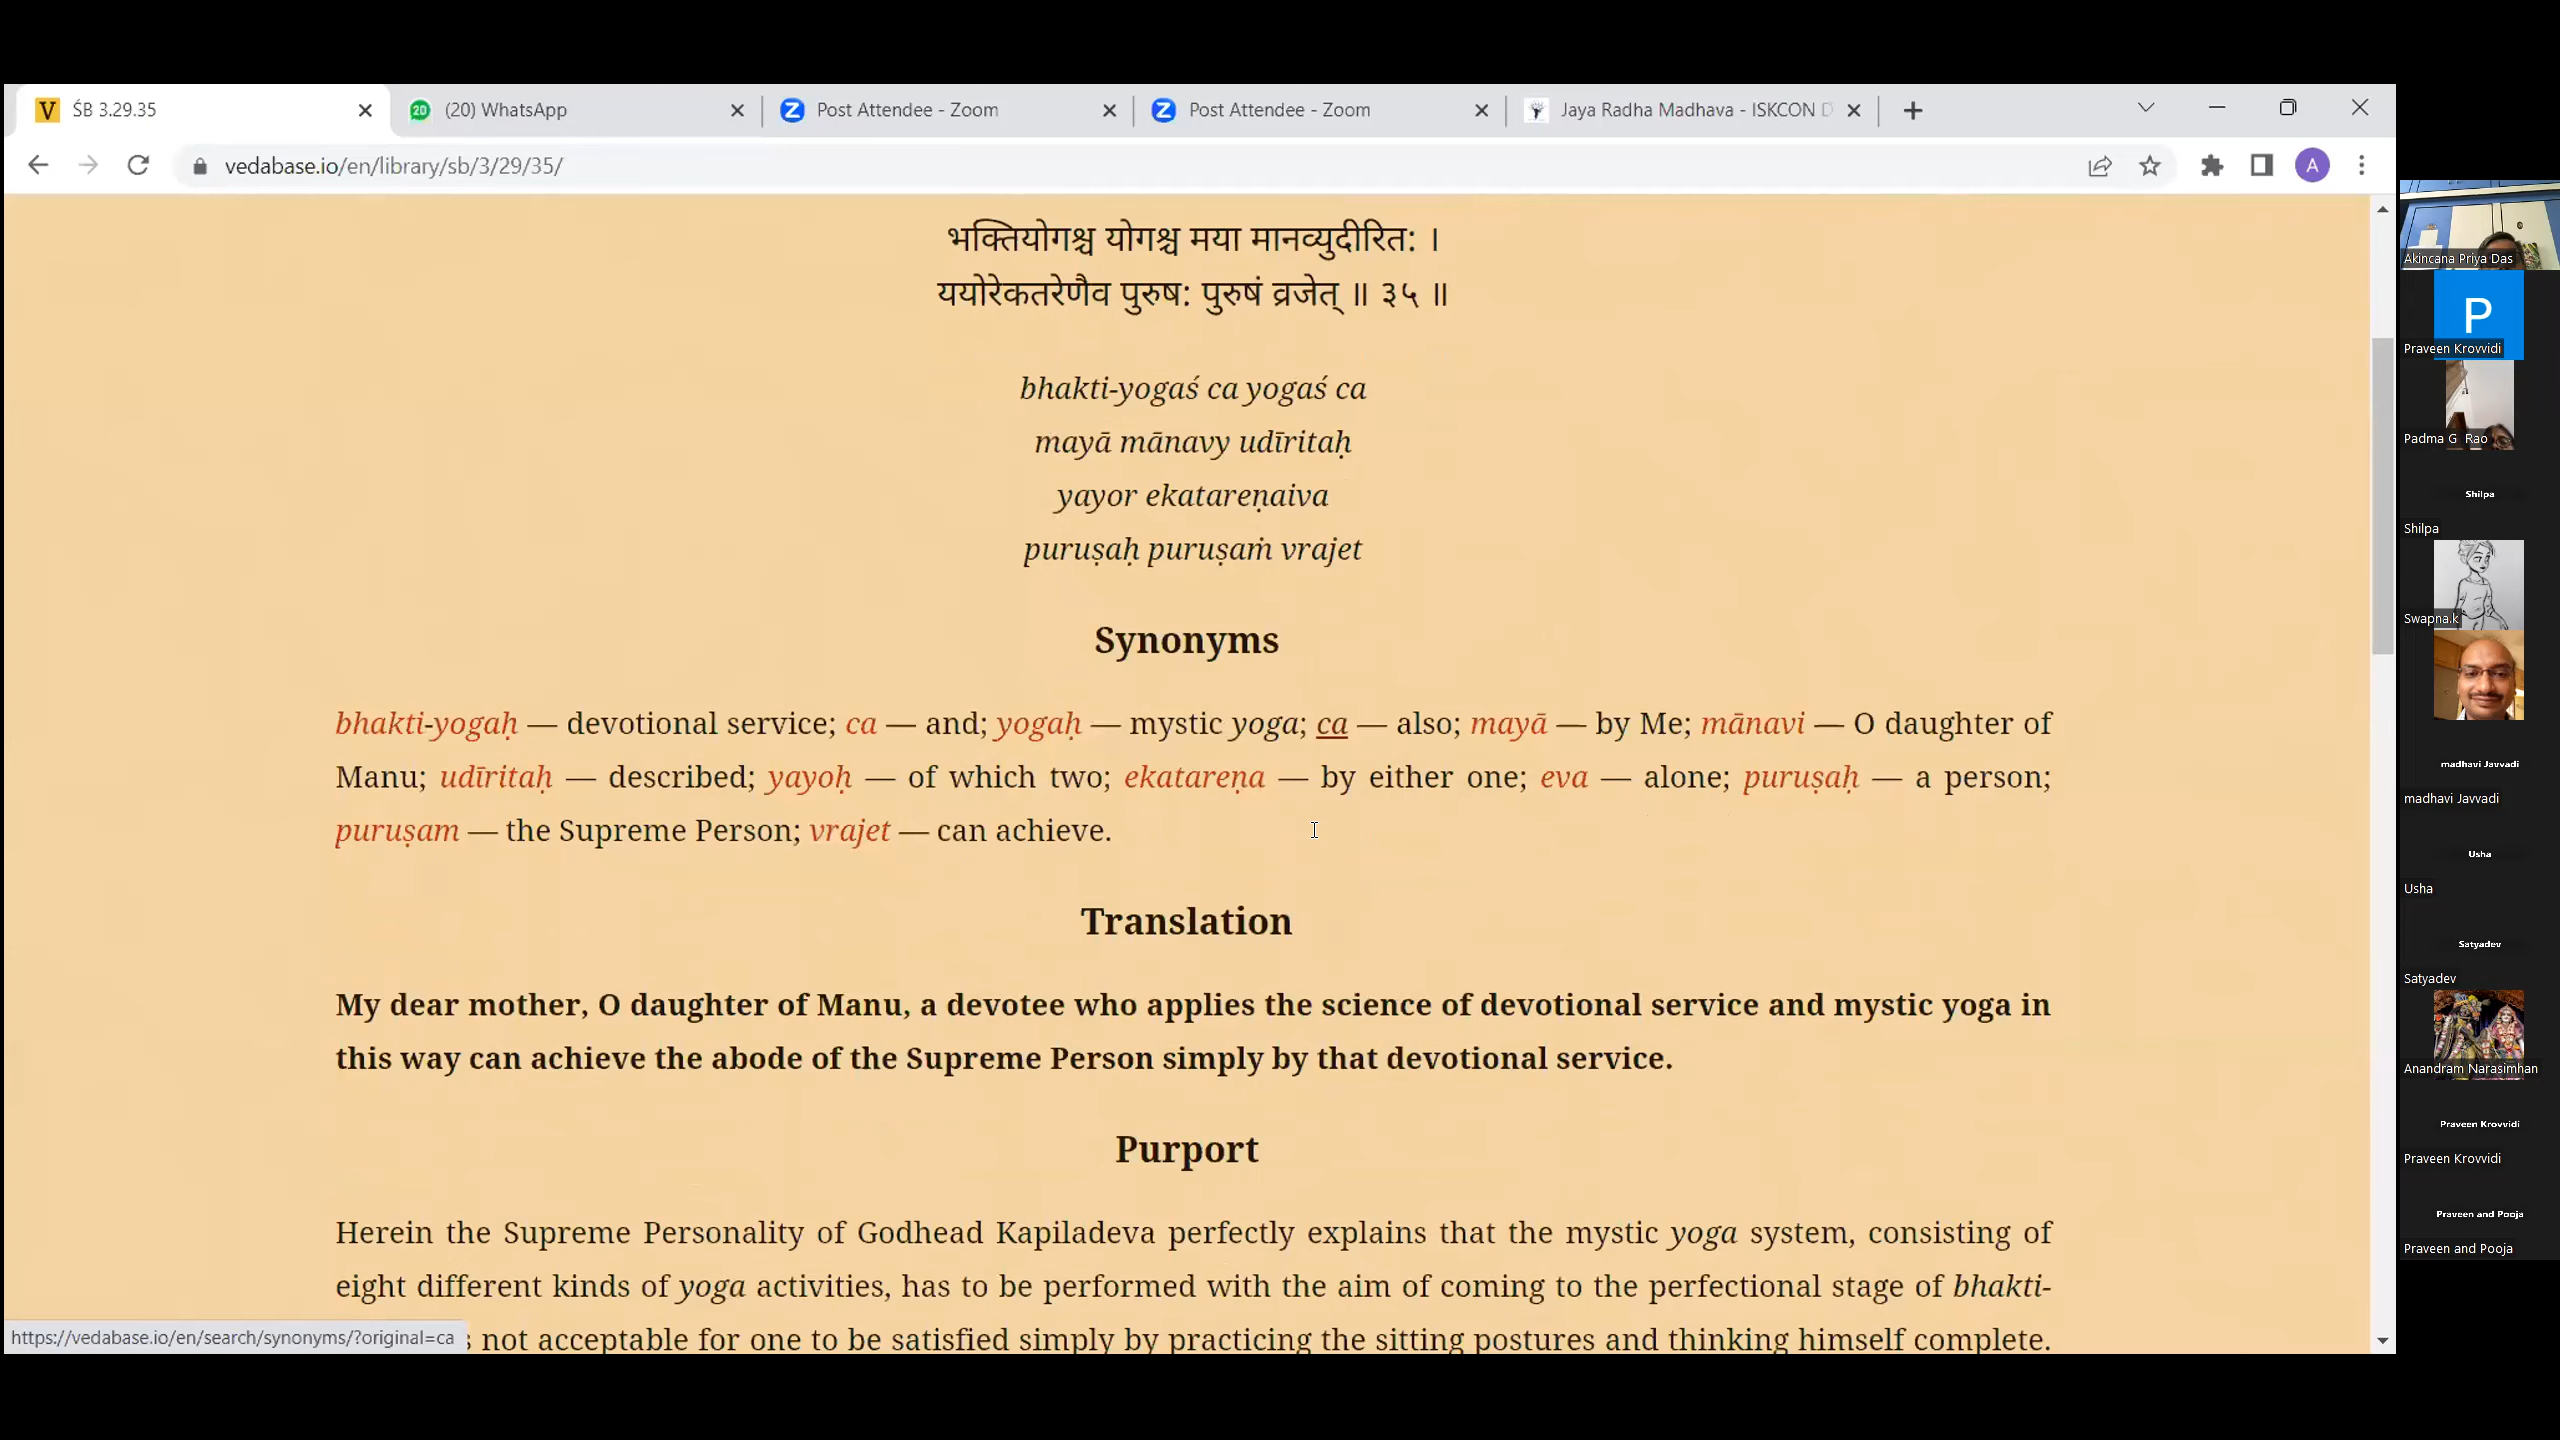 ŚB 3.29.35
(20) WhatsApp
Post Attendee - Zoom
Post Attendee - Zoom
Jaya Radha Madhava - ISKCON D
vedabase.io/en/library/sb/3/29/35/
A
भक्तियोगश्च योगश्च मया मानव्युदीरित: ।
ययोरेकतरेणैव पुरुष: पुरुषं व्रजेत् ॥ ३५ ॥
bhakti-yogaś ca yogaś ca
mayā mānavy udīritaḥ
yayor ekatareṇaiva
puruṣaḥ puruṣaṁ vrajet
Synonyms
bhakti-yogaḥ — devotional service; ca — and; yogaḥ — mystic yoga; ca — also; mayā — by Me; mānavi — O daughter of
Manu; udīritaḥ — described; yayoḥ — of which two; ekatareṇa — by either one; eva — alone; puruṣaḥ — a person;
puruṣam — the Supreme Person; vrajet — can achieve.
Translation
My dear mother, O daughter of Manu, a devotee who applies the science of devotional service and mystic yoga in
this way can achieve the abode of the Supreme Person simply by that devotional service.
Purport
Herein the Supreme Personality of Godhead Kapiladeva perfectly explains that the mystic yoga system, consisting of
eight different kinds of yoga activities, has to be performed with the aim of coming to the perfectional stage of bhakti-
not acceptable for one to be satisfied simply by practicing the sitting postures and thinking himself complete.
https://vedabase.io/en/search/synonyms/?original=ca
Akincana Priya Das
P
Praveen Krovvidi
Padma G Rao
Shilpa
Shilpa
Swapna.k
madhavi Javvadi
madhavi Javvadi
Usha
Usha
Satyadev
Satyadev
Anandram Narasimhan
Praveen Krovvidi
Praveen Krovvidi
Praveen and Pooja
Praveen and Pooja